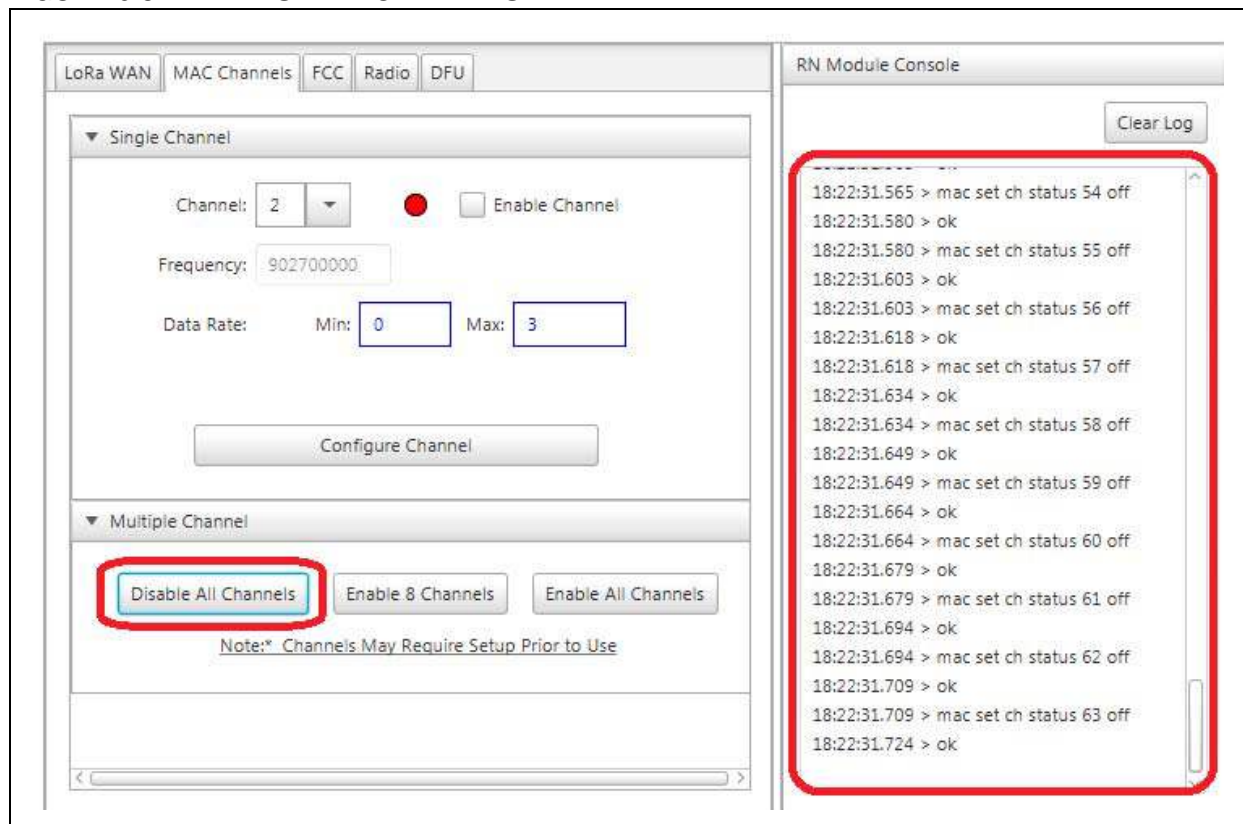 LoRa WAN MAC Channels FCC Radio DFU
Single Channel
Channel: 2 Enable Channel
Frequency: 902700000
Data Rate: Min: 0 Max: 3
Configure Channel
Multiple Channel
Disable All Channels Enable 8 Channels Enable All Channels
Note:* Channels May Require Setup Prior to Use
RN Module Console
Clear Log
18:22:31.565 > mac set ch status 54 off
18:22:31.580 > ok
18:22:31.580 > mac set ch status 55 off
18:22:31.603 > ok
18:22:31.603 > mac set ch status 56 off
18:22:31.618 > ok
18:22:31.618 > mac set ch status 57 off
18:22:31.634 > ok
18:22:31.634 > mac set ch status 58 off
18:22:31.649 > ok
18:22:31.649 > mac set ch status 59 off
18:22:31.664 > ok
18:22:31.664 > mac set ch status 60 off
18:22:31.679 > ok
18:22:31.679 > mac set ch status 61 off
18:22:31.694 > ok
18:22:31.694 > mac set ch status 62 off
18:22:31.709 > ok
18:22:31.709 > mac set ch status 63 off
18:22:31.724 > ok